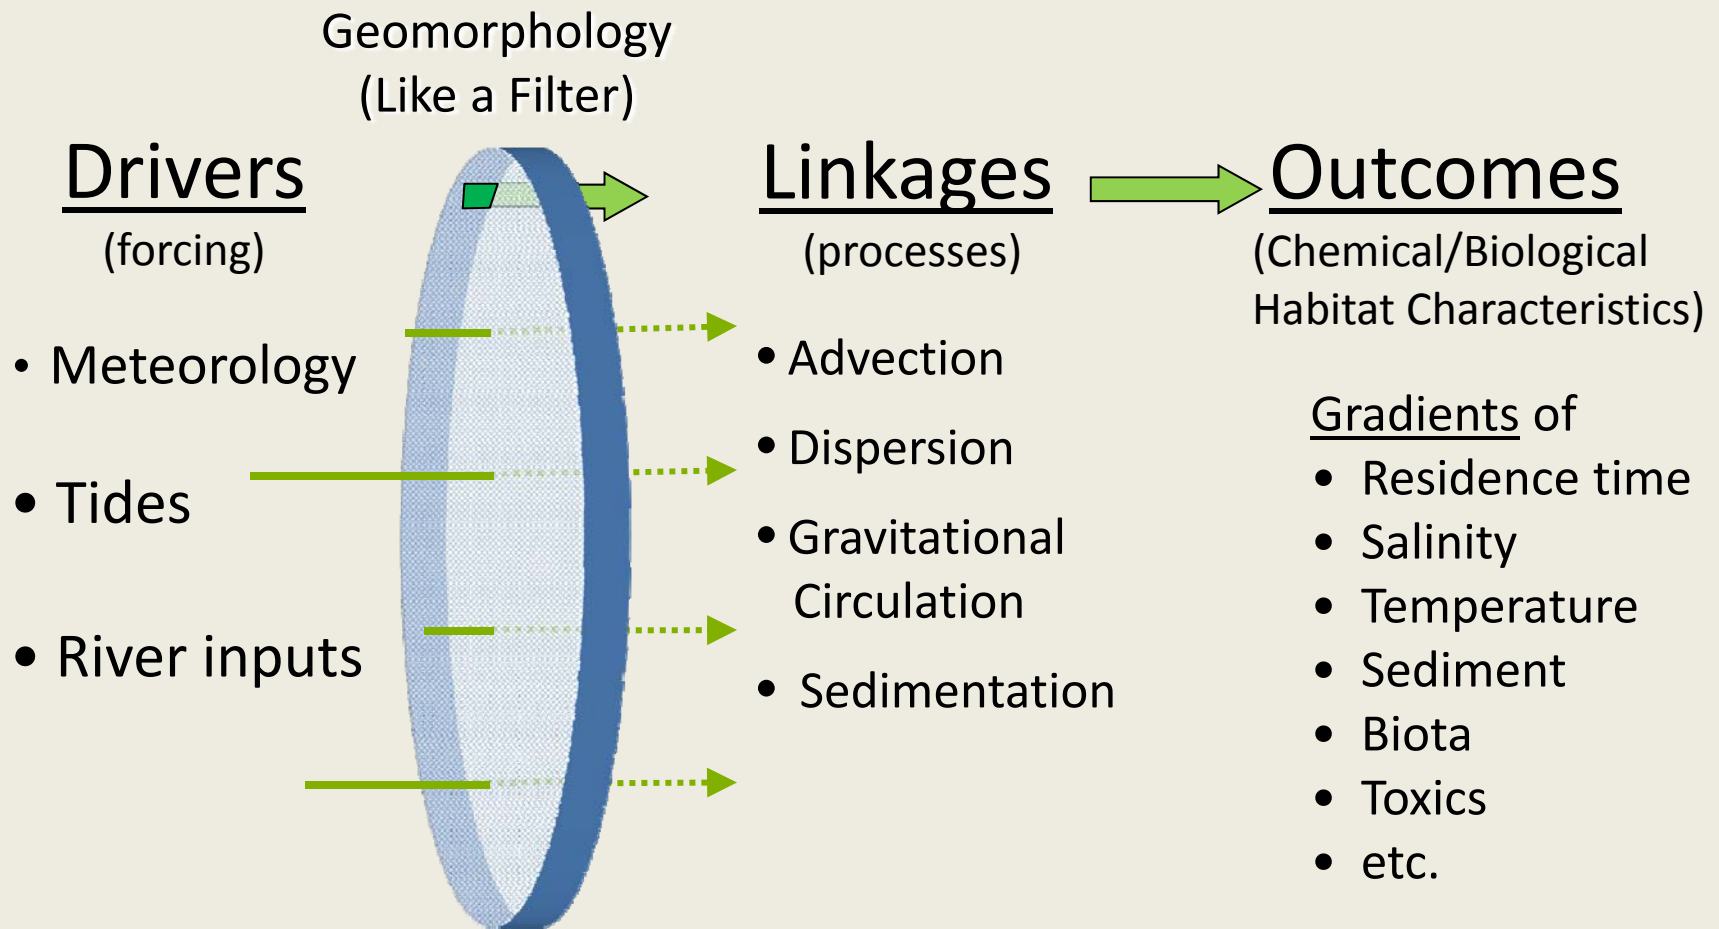 Geomorphology
(Like a Filter)
Drivers
(forcing)
• Meteorology
• Tides
• River inputs
Linkages
(processes)
• Advection
• Dispersion
• Gravitational
Circulation
• Sedimentation
Outcomes
(Chemical/Biological
Habitat Characteristics)
Gradients of
• Residence time
• Salinity
• Temperature
• Sediment
• Biota
• Toxics
• etc.